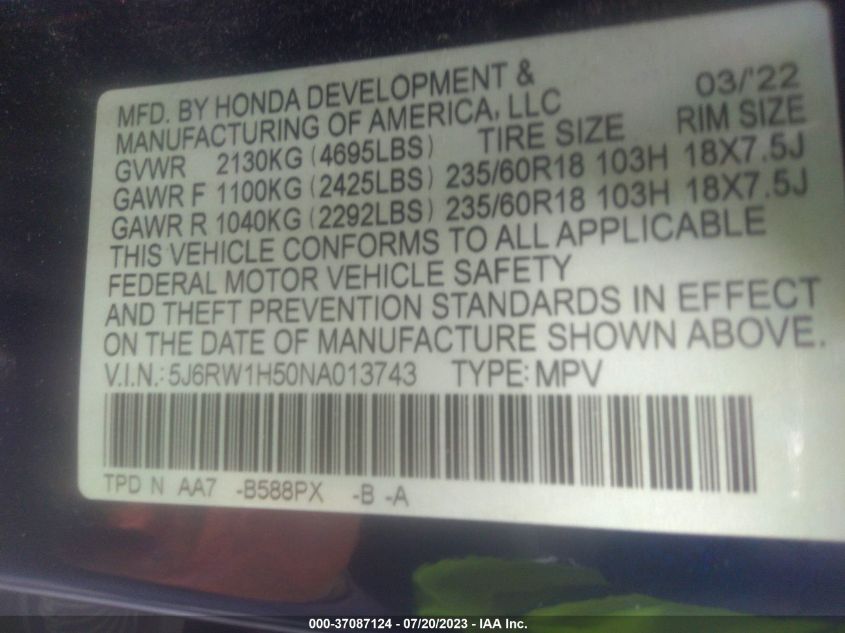 03/'22
MFD. BY HONDA DEVELOPMENT &
MANUFACTURING OF AMERICA, LLC
GVWR 2130KG (4695LBS) TIRE SIZE RIM SIZE
GAWR F 1100KG (2425LBS) 235/60R18 103H 18X7.5J
GAWR R 1040KG (2292LBS) 235/60R18 103H 18X7.5J
THIS VEHICLE CONFORMS TO ALL APPLICABLE
FEDERAL MOTOR VEHICLE SAFETY
AND THEFT PREVENTION STANDARDS IN EFFECT
ON THE DATE OF MANUFACTURE SHOWN ABOVE.
V.I.N.: 5J6RW1H50NA013743 TYPE: MPV
TPD N AA7 -B588PX -B -A
000-37087124 - 07/20/2023 - IAA Inc.